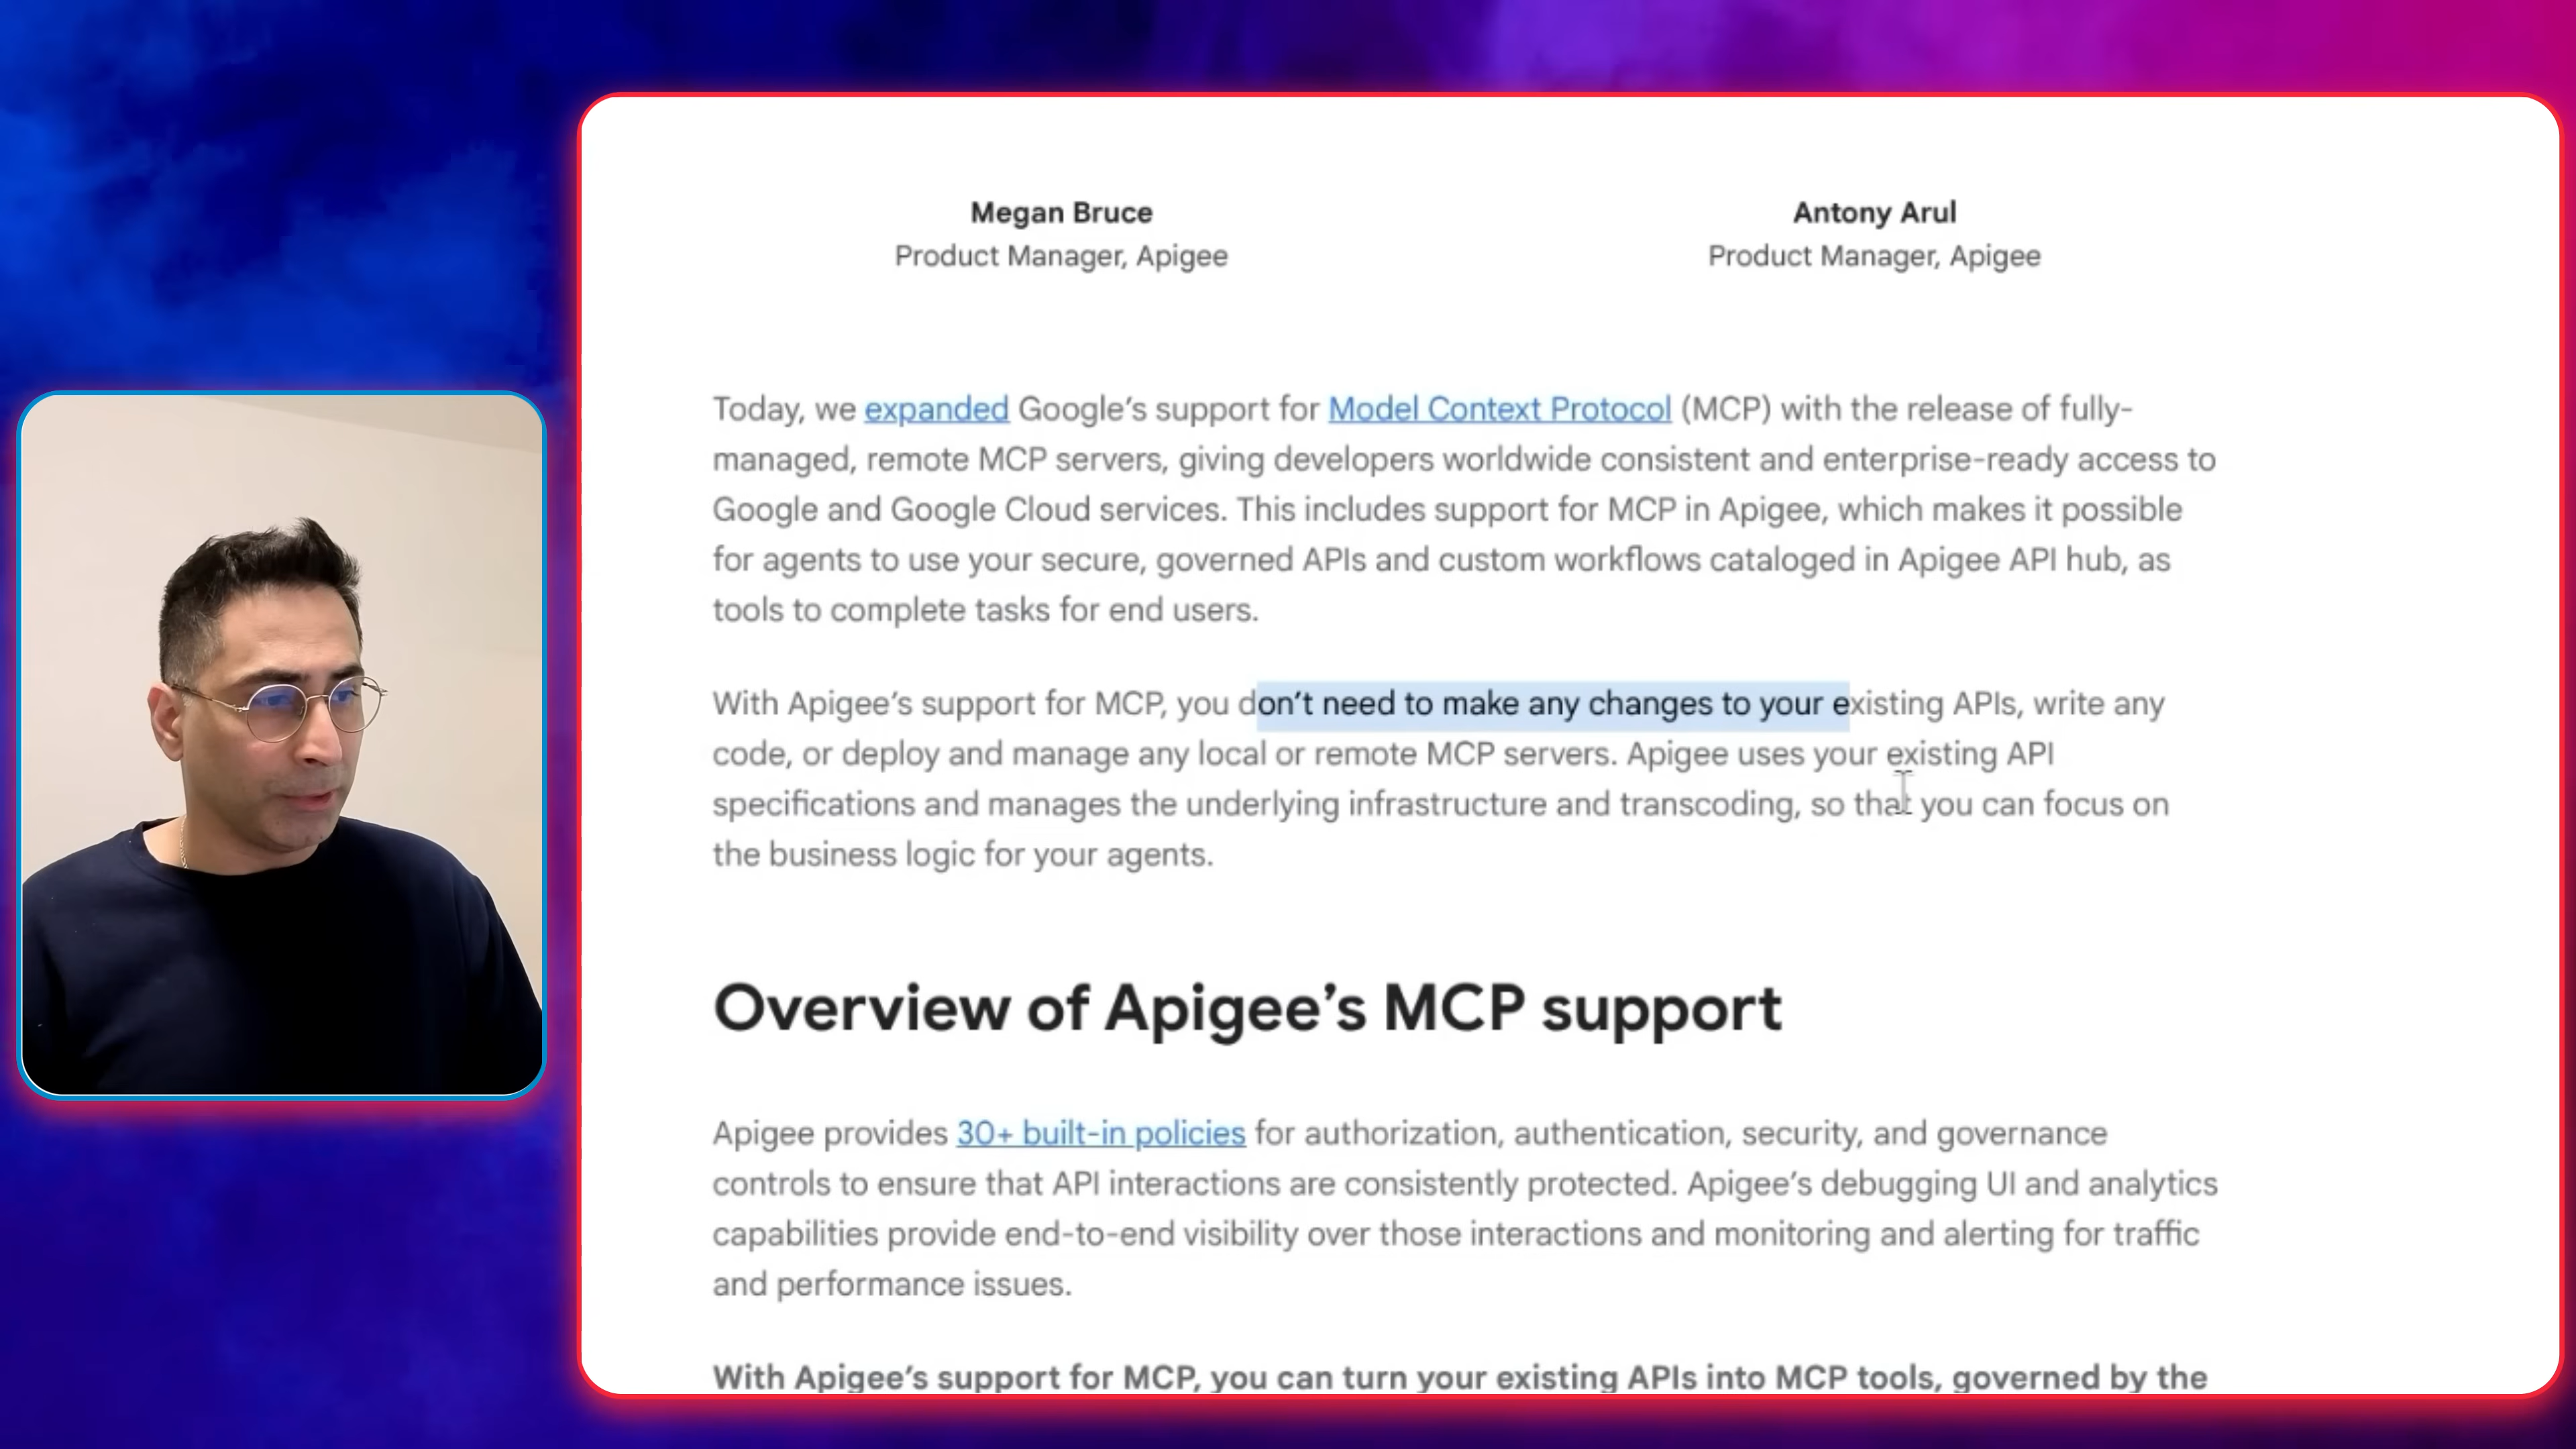 Megan Bruce
Product Manager, Apigee
Antony Arul
Product Manager, Apigee
Today, we expanded Google’s support for Model Context Protocol (MCP) with the release of fully-
managed, remote MCP servers, giving developers worldwide consistent and enterprise-ready access to
Google and Google Cloud services. This includes support for MCP in Apigee, which makes it possible
for agents to use your secure, governed APIs and custom workflows cataloged in Apigee API hub, as
tools to complete tasks for end users.
With Apigee’s support for MCP, you don’t need to make any changes to your existing APIs, write any
code, or deploy and manage any local or remote MCP servers. Apigee uses your existing API
specifications and manages the underlying infrastructure and transcoding, so that you can focus on
the business logic for your agents.
Overview of Apigee’s MCP support
Apigee provides 30+ built-in policies for authorization, authentication, security, and governance
controls to ensure that API interactions are consistently protected. Apigee’s debugging UI and analytics
capabilities provide end-to-end visibility over those interactions and monitoring and alerting for traffic
and performance issues.
With Apigee’s support for MCP, you can turn your existing APIs into MCP tools, governed by the